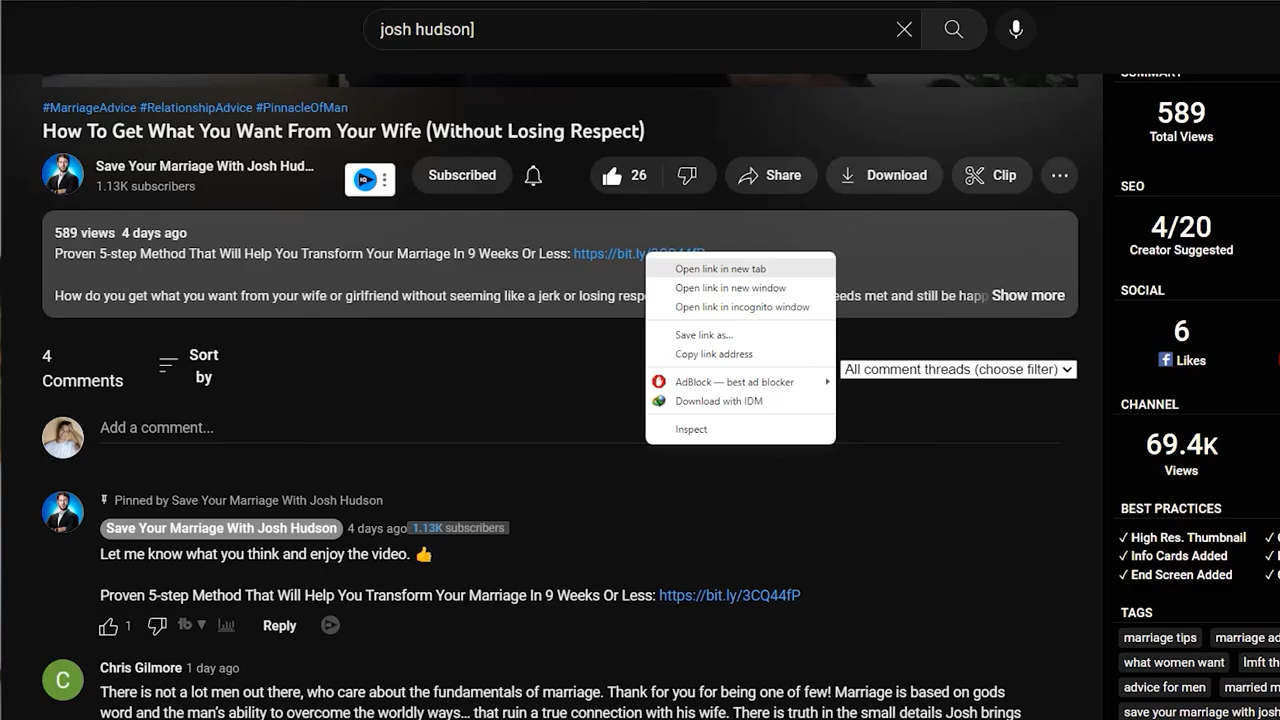 josh hudson]
SUMMARY
589
Total Views
#MarriageAdvice #RelationshipAdvice #PinnacleOfMan
How To Get What You Want From Your Wife (Without Losing Respect)
Save Your Marriage With Josh Hud...
1.13K subscribers
Subscribed
26
Share
Download
Clip
SEO
4/20
Creator Suggested
589 views 4 days ago
Proven 5-step Method That Will Help You Transform Your Marriage In 9 Weeks Or Less: https://bit.ly/3CQ44fP
How do you get what you want from your wife or girlfriend without seeming like a jerk or losing
met and still be happ Show more
Open link in new tab
Open link in new window
Open link in incognito window
Save link as...
Copy link address
AdBlock — best ad blocker
Download with IDM
Inspect
SOCIAL
6
Likes
4
Comments
Sort
by
All comment threads (choose filter)
CHANNEL
69.4K
Views
Add a comment...
Pinned by Save Your Marriage With Josh Hudson
Save Your Marriage With Josh Hudson 4 days ago 1.13K subscribers
Let me know what you think and enjoy the video. 👍
Proven 5-step Method That Will Help You Transform Your Marriage In 9 Weeks Or Less: https://bit.ly/3CQ44fP
1
tb
Reply
BEST PRACTICES
✓ High Res. Thumbnail
✓ Info Cards Added
✓ End Screen Added
TAGS
marriage tips
marriage ad
what women want
lmft th
advice for men
married m
save your marriage with josh
C
Chris Gilmore 1 day ago
There is not a lot men out there, who care about the fundamentals of marriage. Thank you for being one of few! Marriage is based on gods
word and the man's ability to overcome the worldly ways... that ruin a true connection with his wife. There is truth in the small details Josh brings